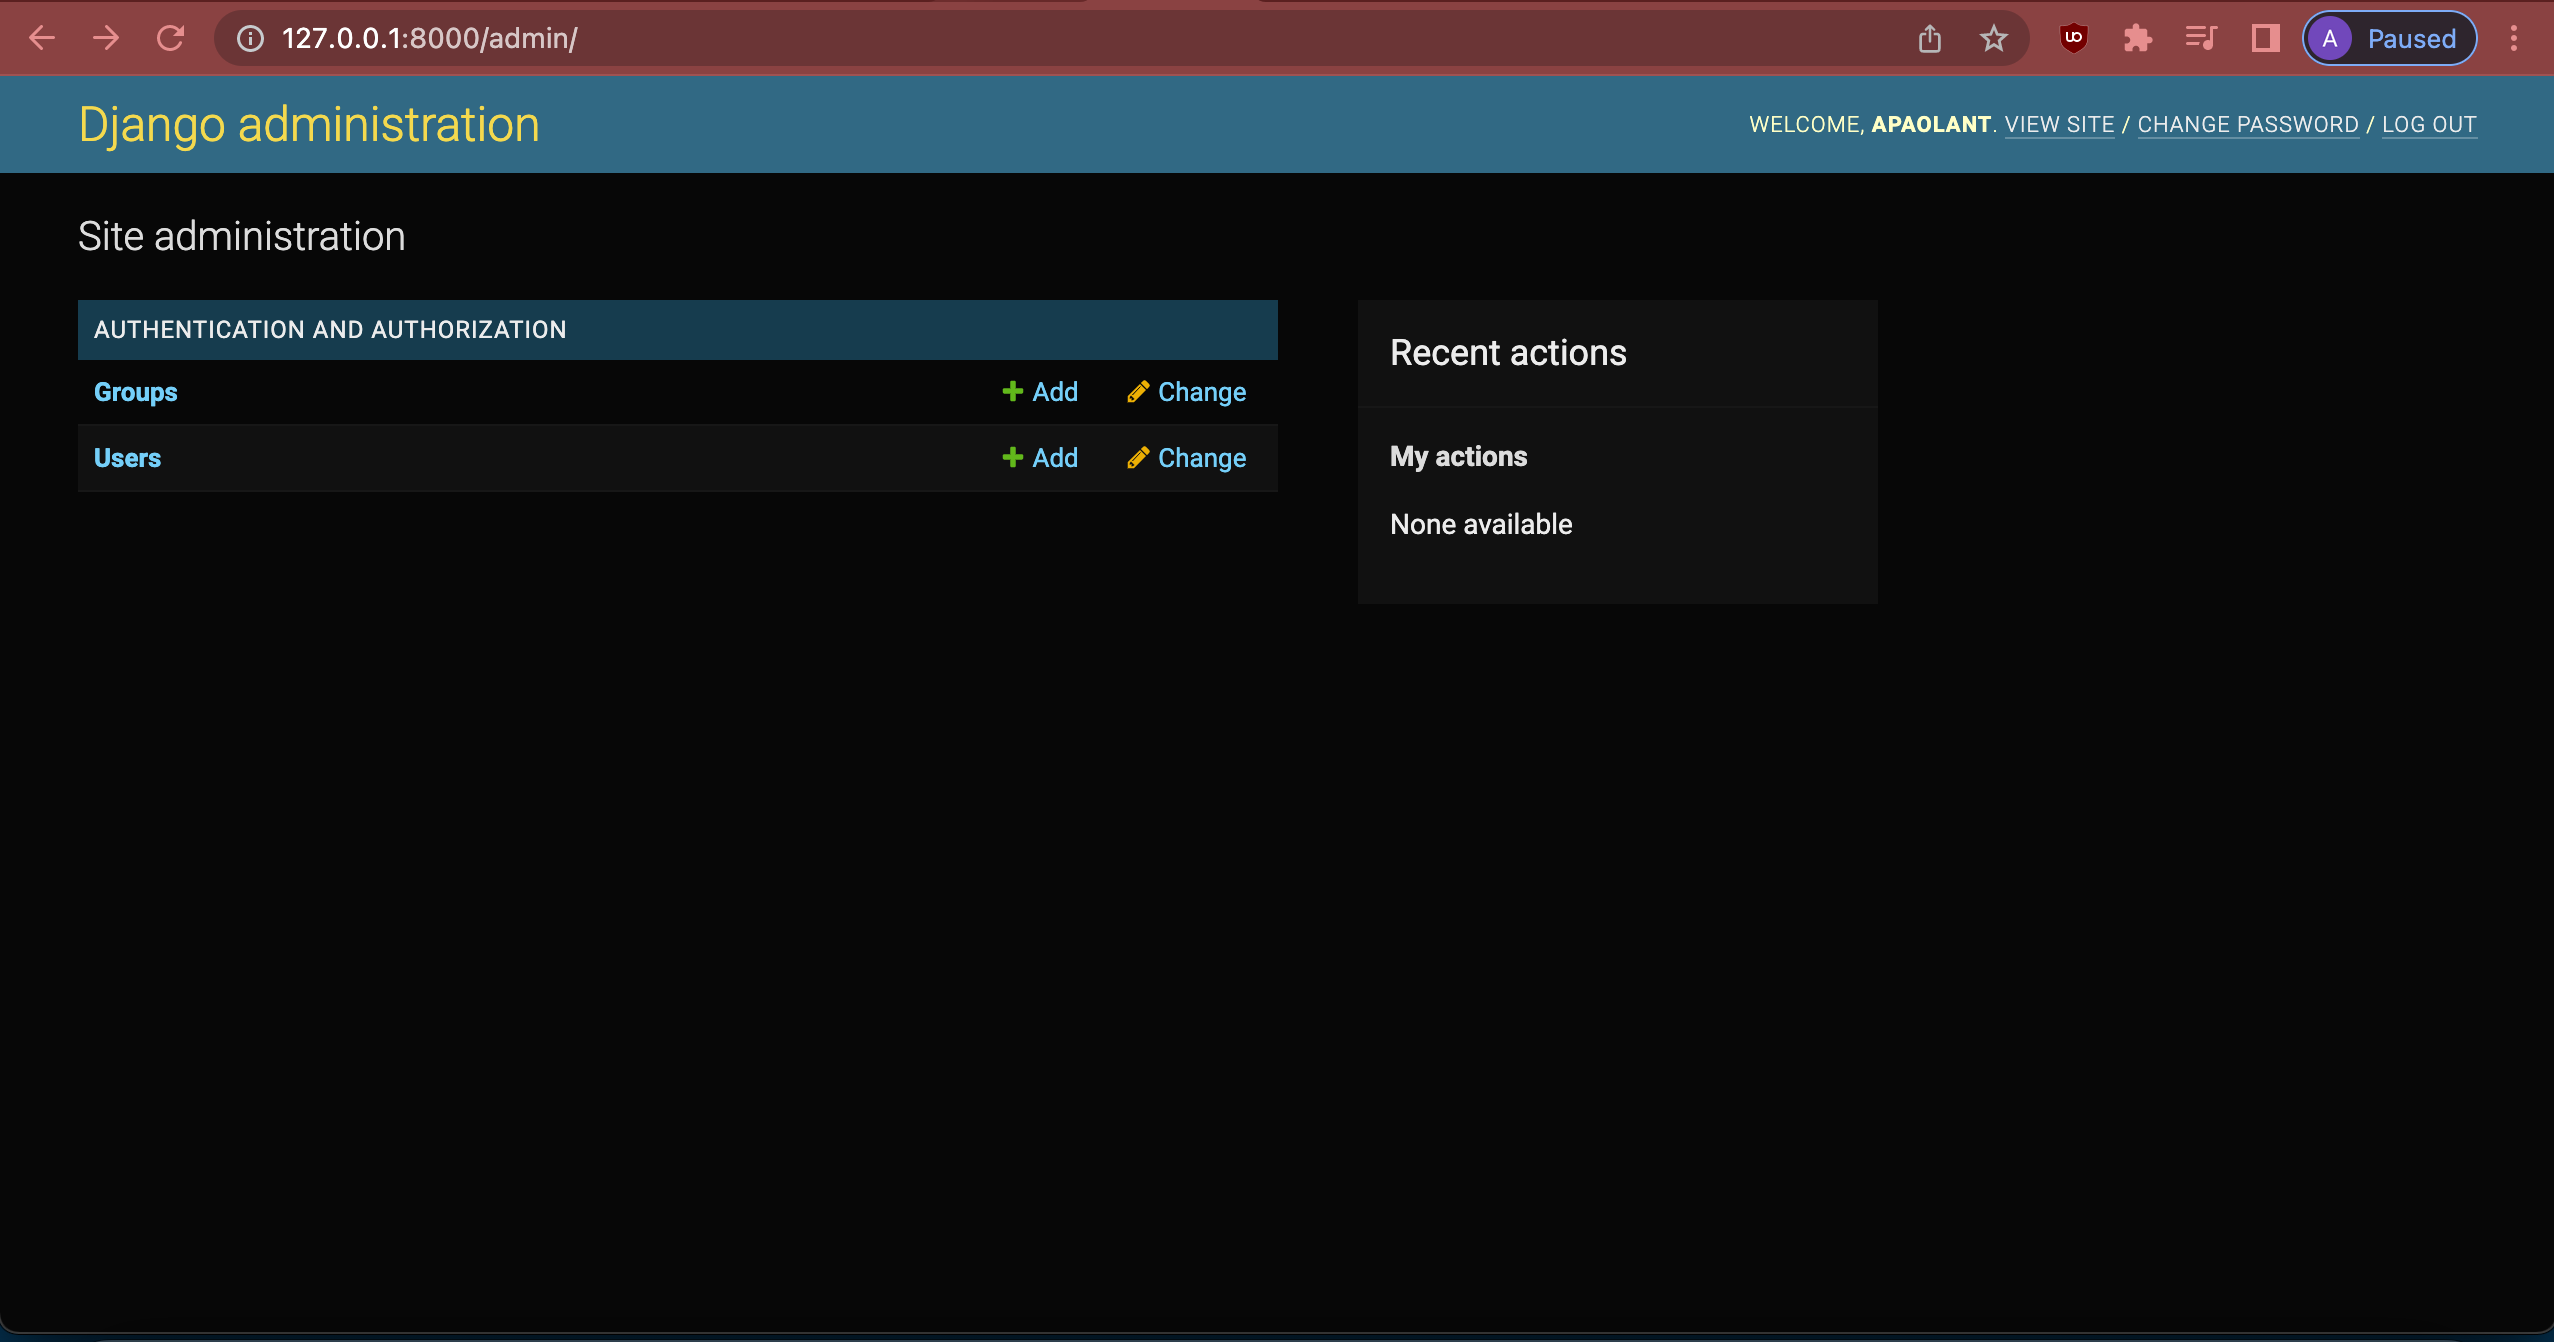 127.0.0.1:8000/admin/
A Paused
Django administration
WELCOME, APAOLANT. VIEW SITE / CHANGE PASSWORD / LOG OUT
Site administration
AUTHENTICATION AND AUTHORIZATION
Groups Add Change
Users Add Change
Recent actions
My actions
None available